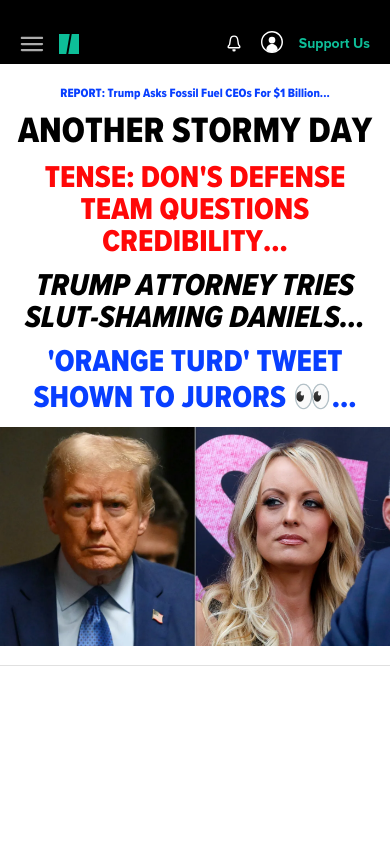 Support Us
REPORT: Trump Asks Fossil Fuel CEOs For $1 Billion...
ANOTHER STORMY DAY
TENSE: DON'S DEFENSE
TEAM QUESTIONS
CREDIBILITY...
TRUMP ATTORNEY TRIES
SLUT-SHAMING DANIELS...
'ORANGE TURD' TWEET
SHOWN TO JURORS 👀...